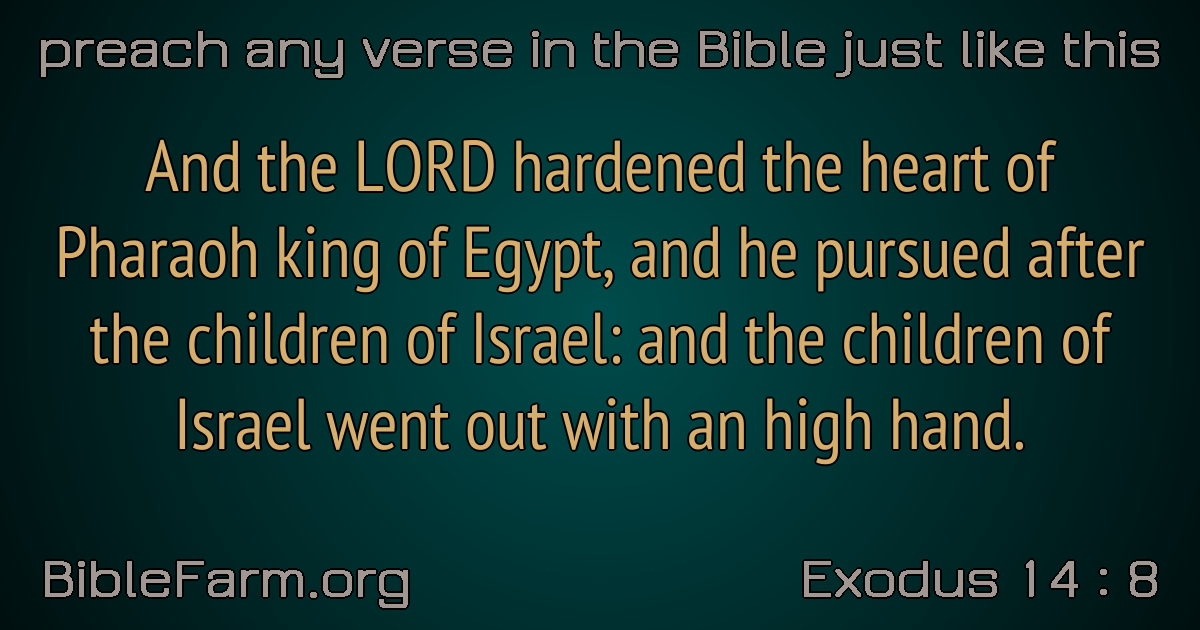 preach any verse in the Bible just like this
And the LORD hardened the heart of
Pharaoh king of Egypt, and he pursued after
the children of Israel: and the children of
Israel went out with an high hand.
BibleFarm.org
Exodus 14 : 8